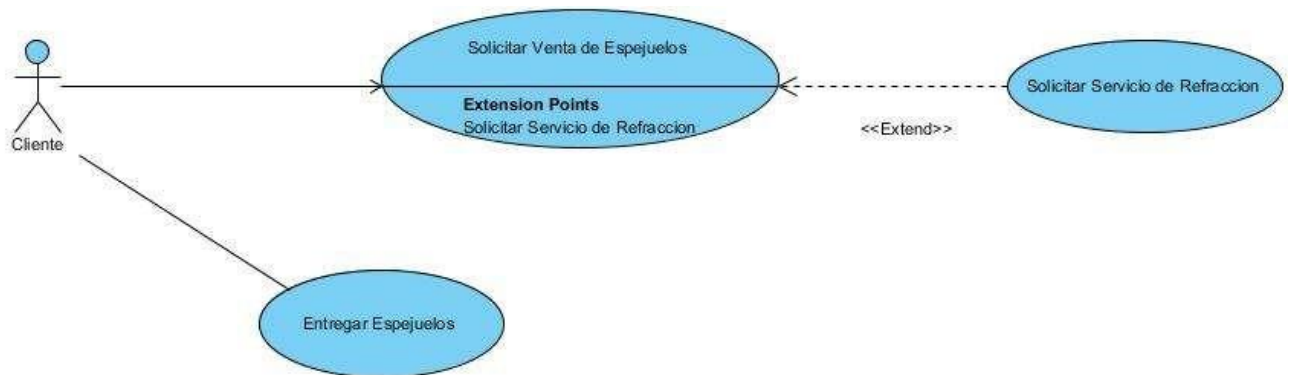 Solicitar Venta de Espejuelos
Extension Points
Solicitar Servicio de Refraccion
Cliente
<<Extend>>
Solicitar Servicio de Refraccion
Entregar Espejuelos